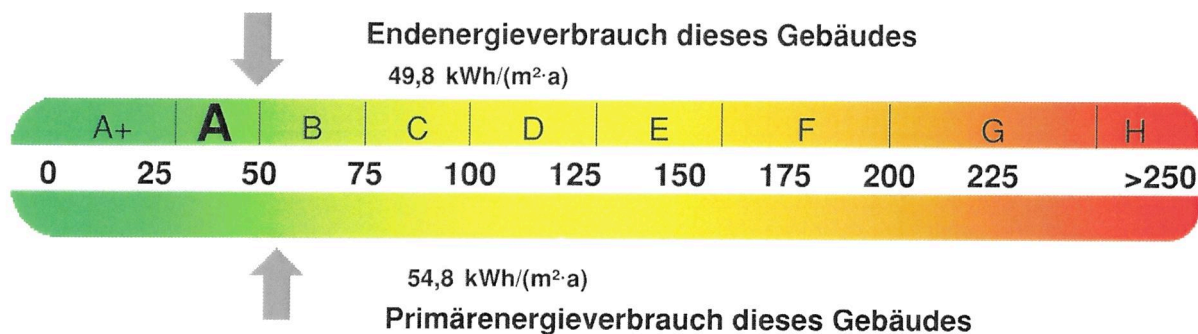 Endenergieverbrauch dieses Gebäudes
49,8 kWh/(m²·a)
A+ A B C D E F G H
0 25 50 75 100 125 150 175 200 225 >250
54,8 kWh/(m²·a)
Primärenergieverbrauch dieses Gebäudes